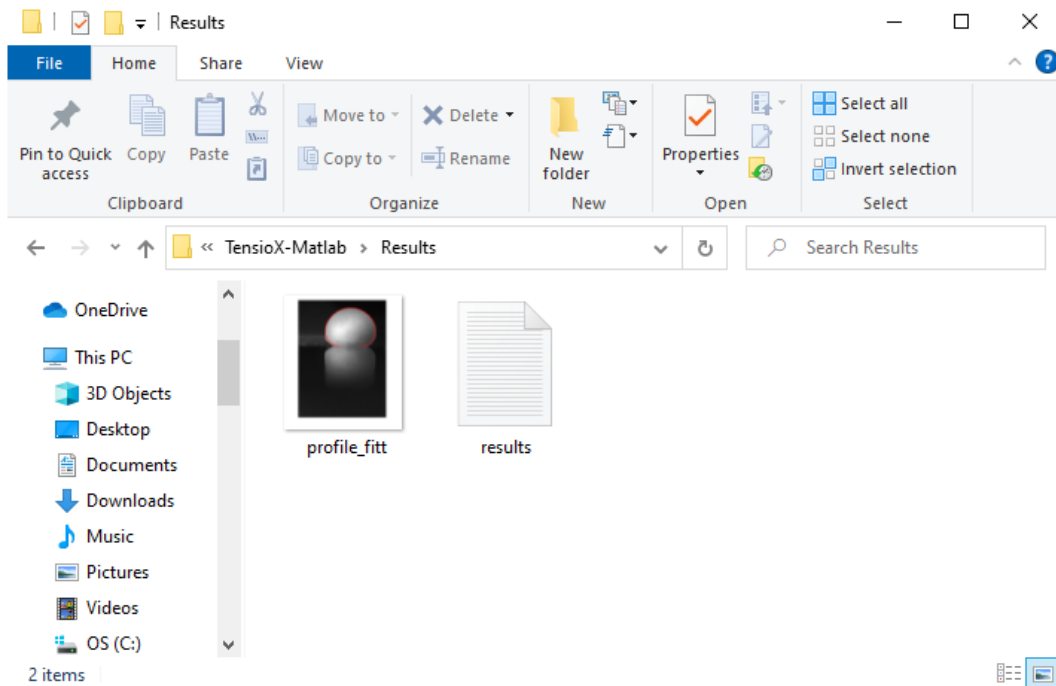 Results
File Home Share View
Pin to Quick access
Copy
Paste
Clipboard
Move to
Copy to
Delete
Rename
Organize
New folder
New
Properties
Open
Select all
Select none
Invert selection
Select
« TensioX-Matlab > Results
Search Results
OneDrive
This PC
3D Objects
Desktop
Documents
Downloads
Music
Pictures
Videos
OS (C:)
profile_fitt
results
2 items